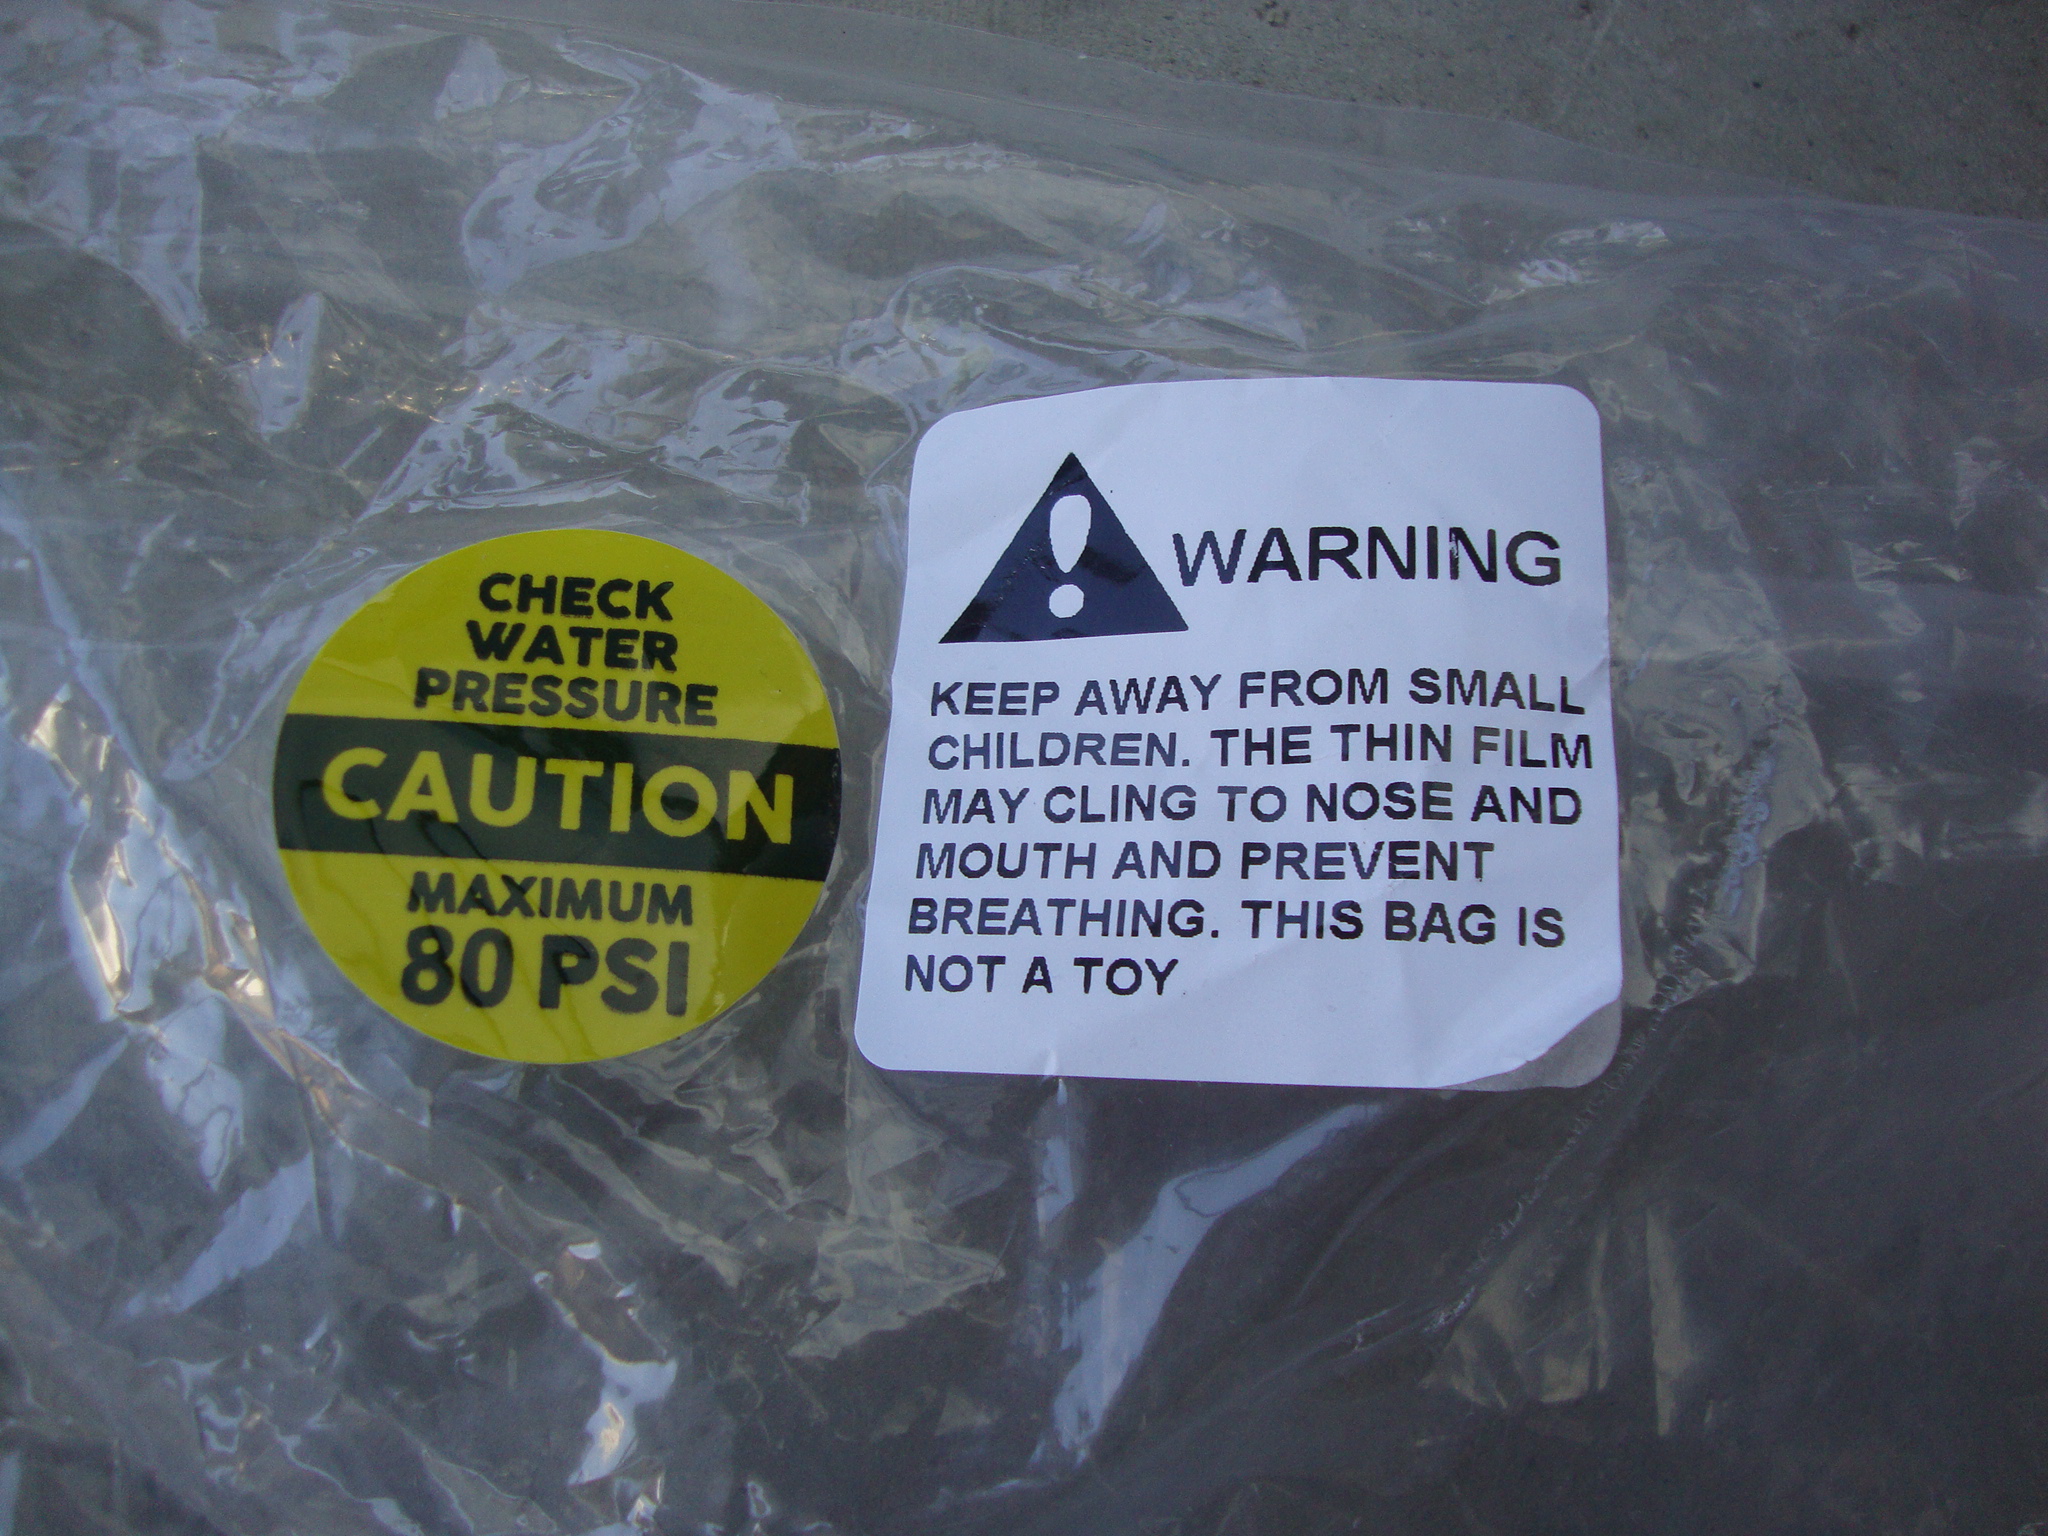 CHECK
WATER
PRESSURE
CAUTION
MAXIMUM
80 PSI
WARNING
KEEP AWAY FROM SMALL
CHILDREN. THE THIN FILM
MAY CLING TO NOSE AND
MOUTH AND PREVENT
BREATHING. THIS BAG IS
NOT A TOY